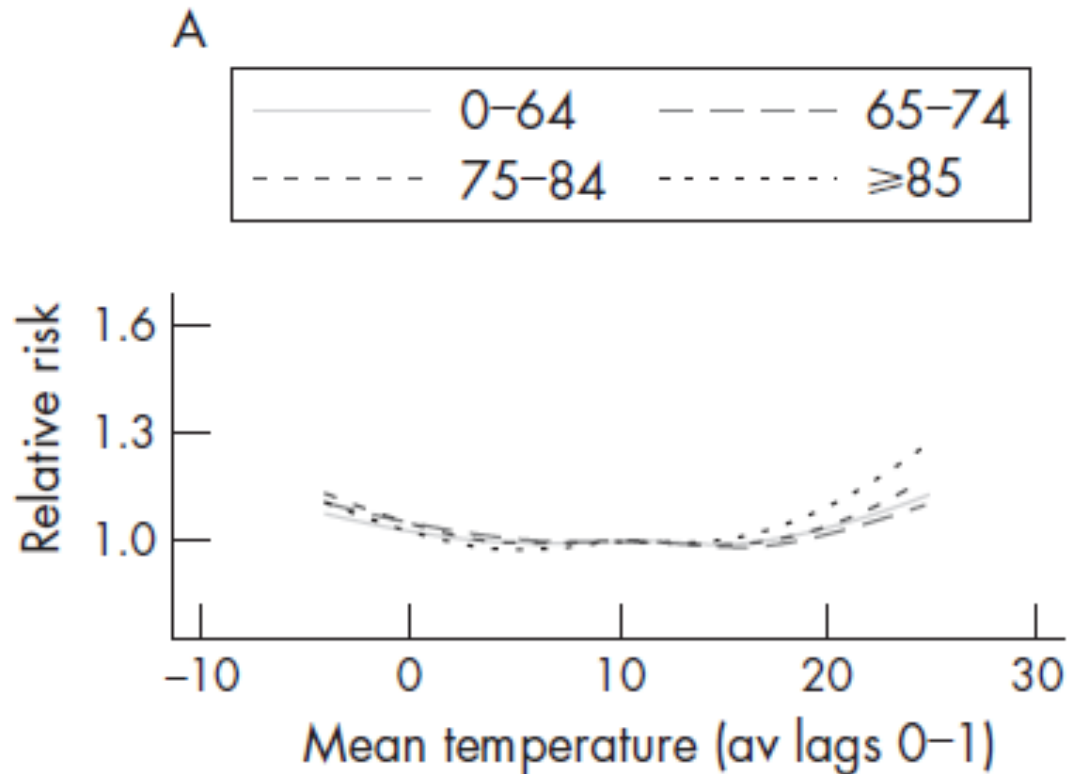 A
0–64 65–74
75–84 ≥85
Relative risk
1.6
1.3
1.0
–10 0 10 20 30
Mean temperature (av lags 0–1)